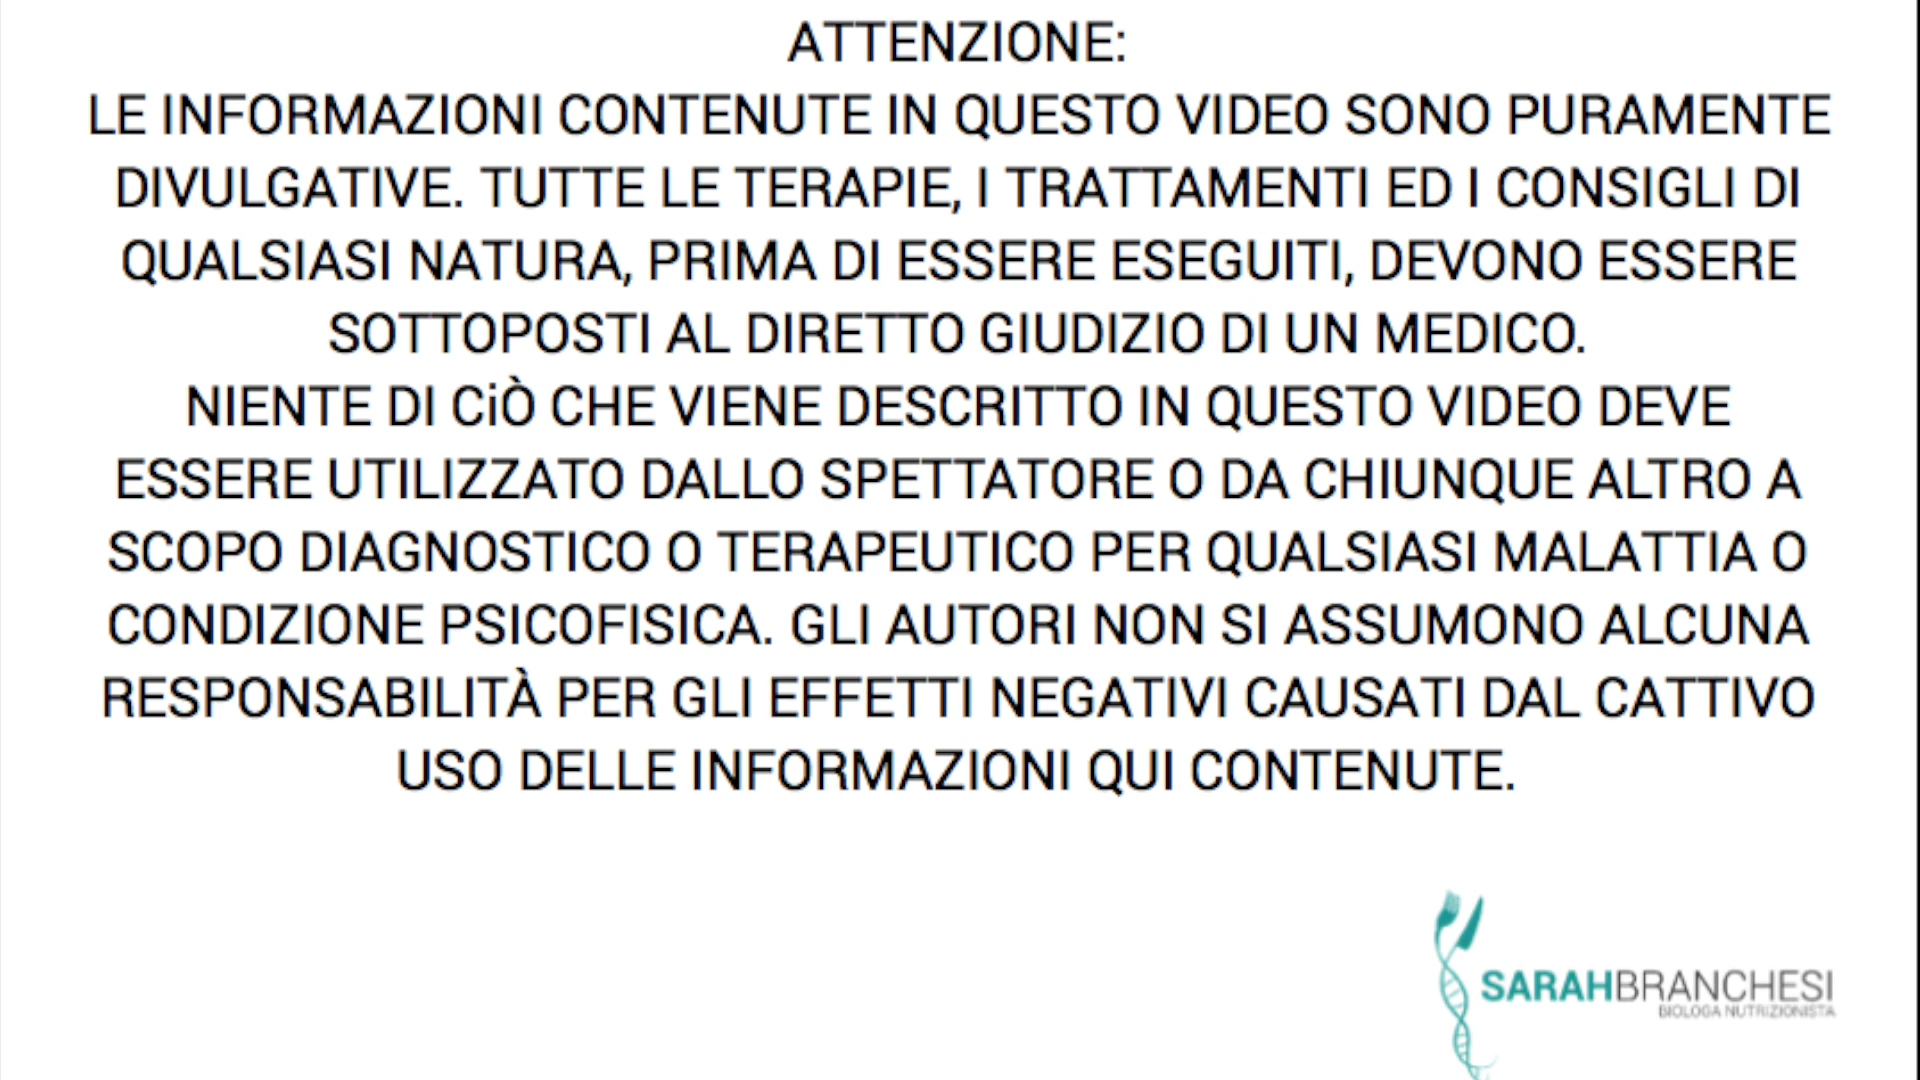 ATTENZIONE:
LE INFORMAZIONI CONTENUTE IN QUESTO VIDEO SONO PURAMENTE
DIVULGATIVE. TUTTE LE TERAPIE, I TRATTAMENTI ED I CONSIGLI DI
QUALSIASI NATURA, PRIMA DI ESSERE ESEGUITI, DEVONO ESSERE
SOTTOPOSTI AL DIRETTO GIUDIZIO DI UN MEDICO.
NIENTE DI CiÒ CHE VIENE DESCRITTO IN QUESTO VIDEO DEVE
ESSERE UTILIZZATO DALLO SPETTATORE O DA CHIUNQUE ALTRO A
SCOPO DIAGNOSTICO O TERAPEUTICO PER QUALSIASI MALATTIA O
CONDIZIONE PSICOFISICA. GLI AUTORI NON SI ASSUMONO ALCUNA
RESPONSABILITÀ PER GLI EFFETTI NEGATIVI CAUSATI DAL CATTIVO
USO DELLE INFORMAZIONI QUI CONTENUTE.
SARAHBRANCHESI
BIOLOGA NUTRIZIONISTA